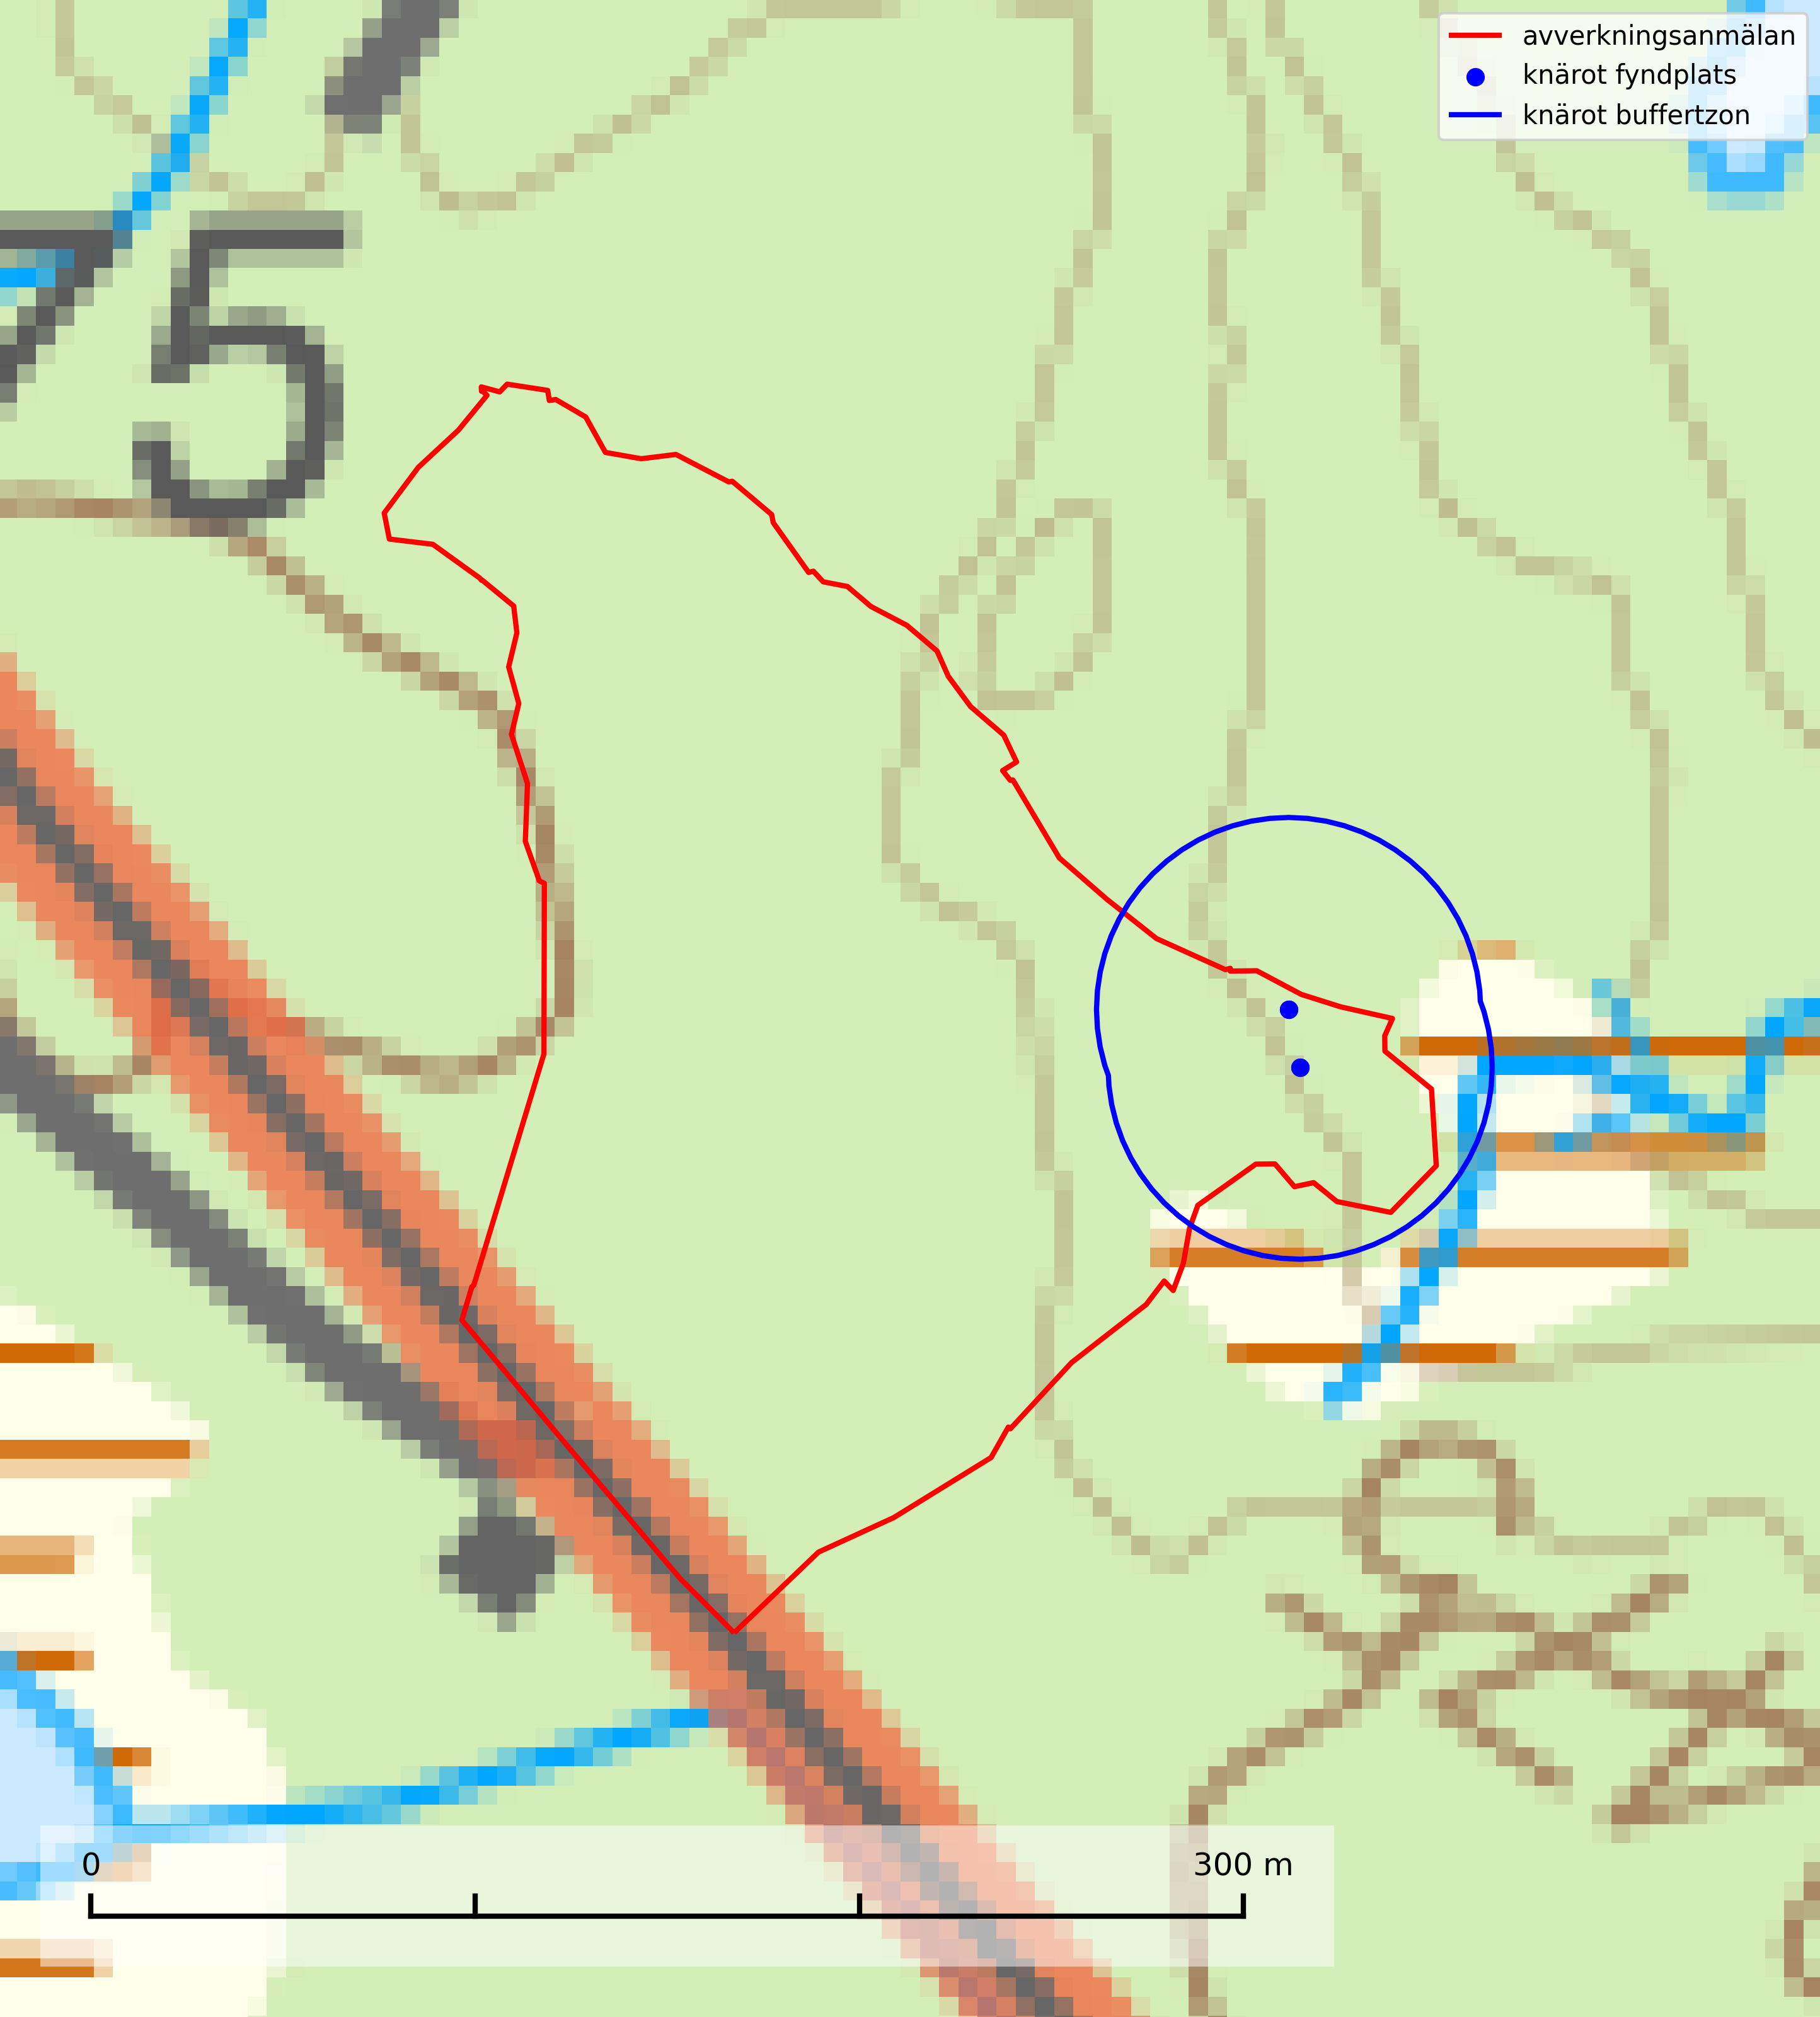 avverkningsanmälan
knärot fyndplats
knärot buffertzon
75
0 300 m